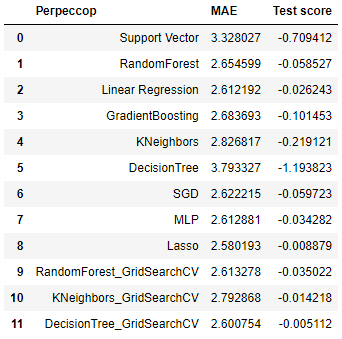 Perpeccop MAE Test score
0 Support Vector 3.328027 -0.709412
1 RandomForest 2.654599 -0.058527
2 Linear Regression 2.612192 -0.026243
3 GradientBoosting 2.683693 -0.101453
4 KNeighbors 2.826817 -0.219121
5 DecisionTree 3.793327 -1.193823
6 SGD 2.622215 -0.059723
7 MLP 2.612881 -0.034282
8 Lasso 2.580193 -0.008879
9 RandomForest_GridSearchCV 2.613278 -0.035022
10 KNeighbors_GridSearchCV 2.792868 -0.014218
11 DecisionTree_GridSearchCV 2.600754 -0.005112